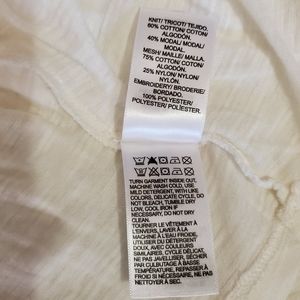 KNIT/ TRICOT/ TEJIDO.
60% COTTON/ COTON/
ALGODÓN.
40% MODAL/ MODAL/
MODAL.
MESH/ MAILLE/ MALLA.
75% COTTON/ COTON/
ALGODÓN.
25% NYLON/ NYLON/
NYLÓN.
EMBROIDERY/ BRODERIE/
BORDADO.
100% POLYESTER/
POLYESTER/ POLIÉSTER.
TURN GARMENT INSIDE OUT,
MACHINE WASH COLD, USE
MILD DETERGENT, WITH LIKE
COLORS, DELICATE CYCLE, DO
NOT BLEACH, TUMBLE DRY
LOW, COOL IRON IF
NECESSARY, DO NOT DRY
CLEAN.
TOURNER LE VÊTEMENT À
L'ENVERS, LAVER À LA
MACHINE À L'EAU FROIDE,
UTILISER DU DÉTERGENT
DOUX, AVEC COULEURS
SIMILAIRES, CYCLE DÉLICAT,
NE PAS JAVELLISER, SÉCHER
PAR CULBUTAGE À BASSE
TEMPÉRATURE, REPASSER À
FROID SI NÉCESSAIRE, NE PAS
NETTOYER À SEC.